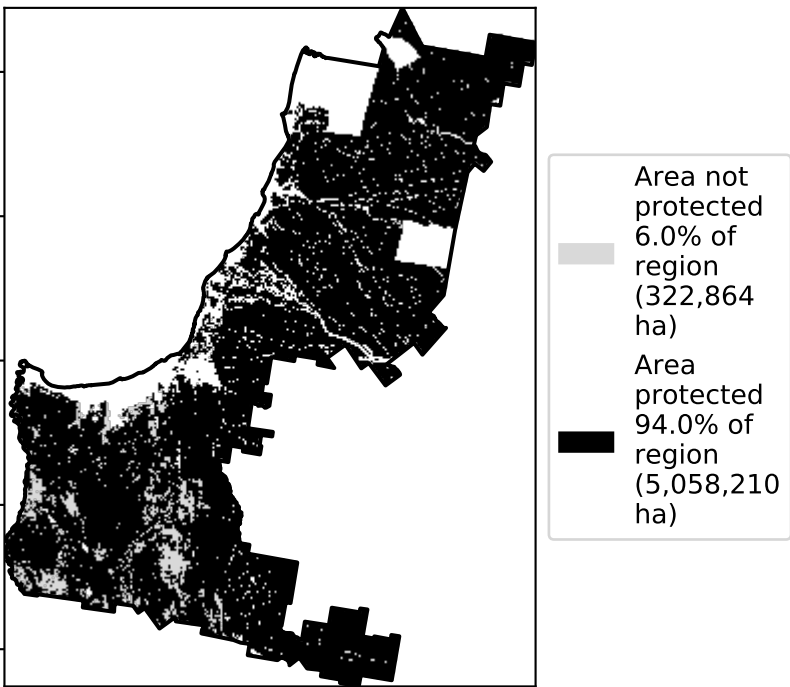 Area not
protected
6.0% of
region
(322,864
ha)
Area
protected
94.0% of
region
(5,058,210
ha)